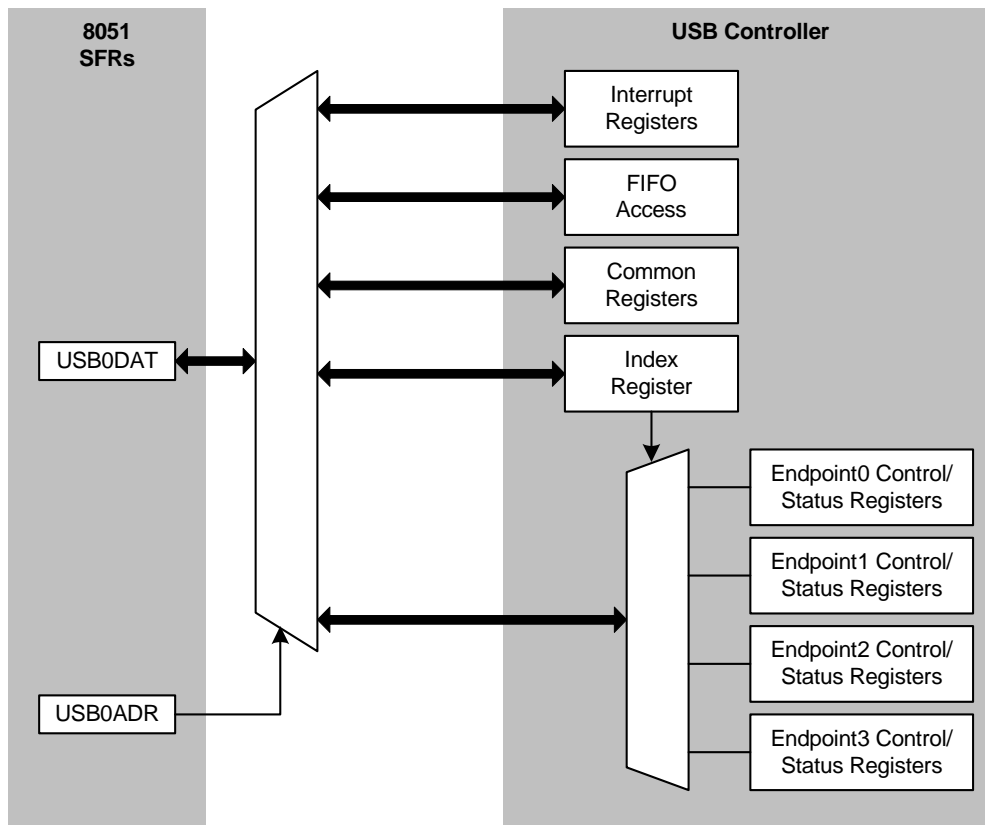 8051
SFRs
USB Controller
Interrupt
Registers
FIFO
Access
Common
Registers
USB0DAT
Index
Register
Endpoint0 Control/
Status Registers
Endpoint1 Control/
Status Registers
Endpoint2 Control/
Status Registers
USB0ADR
Endpoint3 Control/
Status Registers